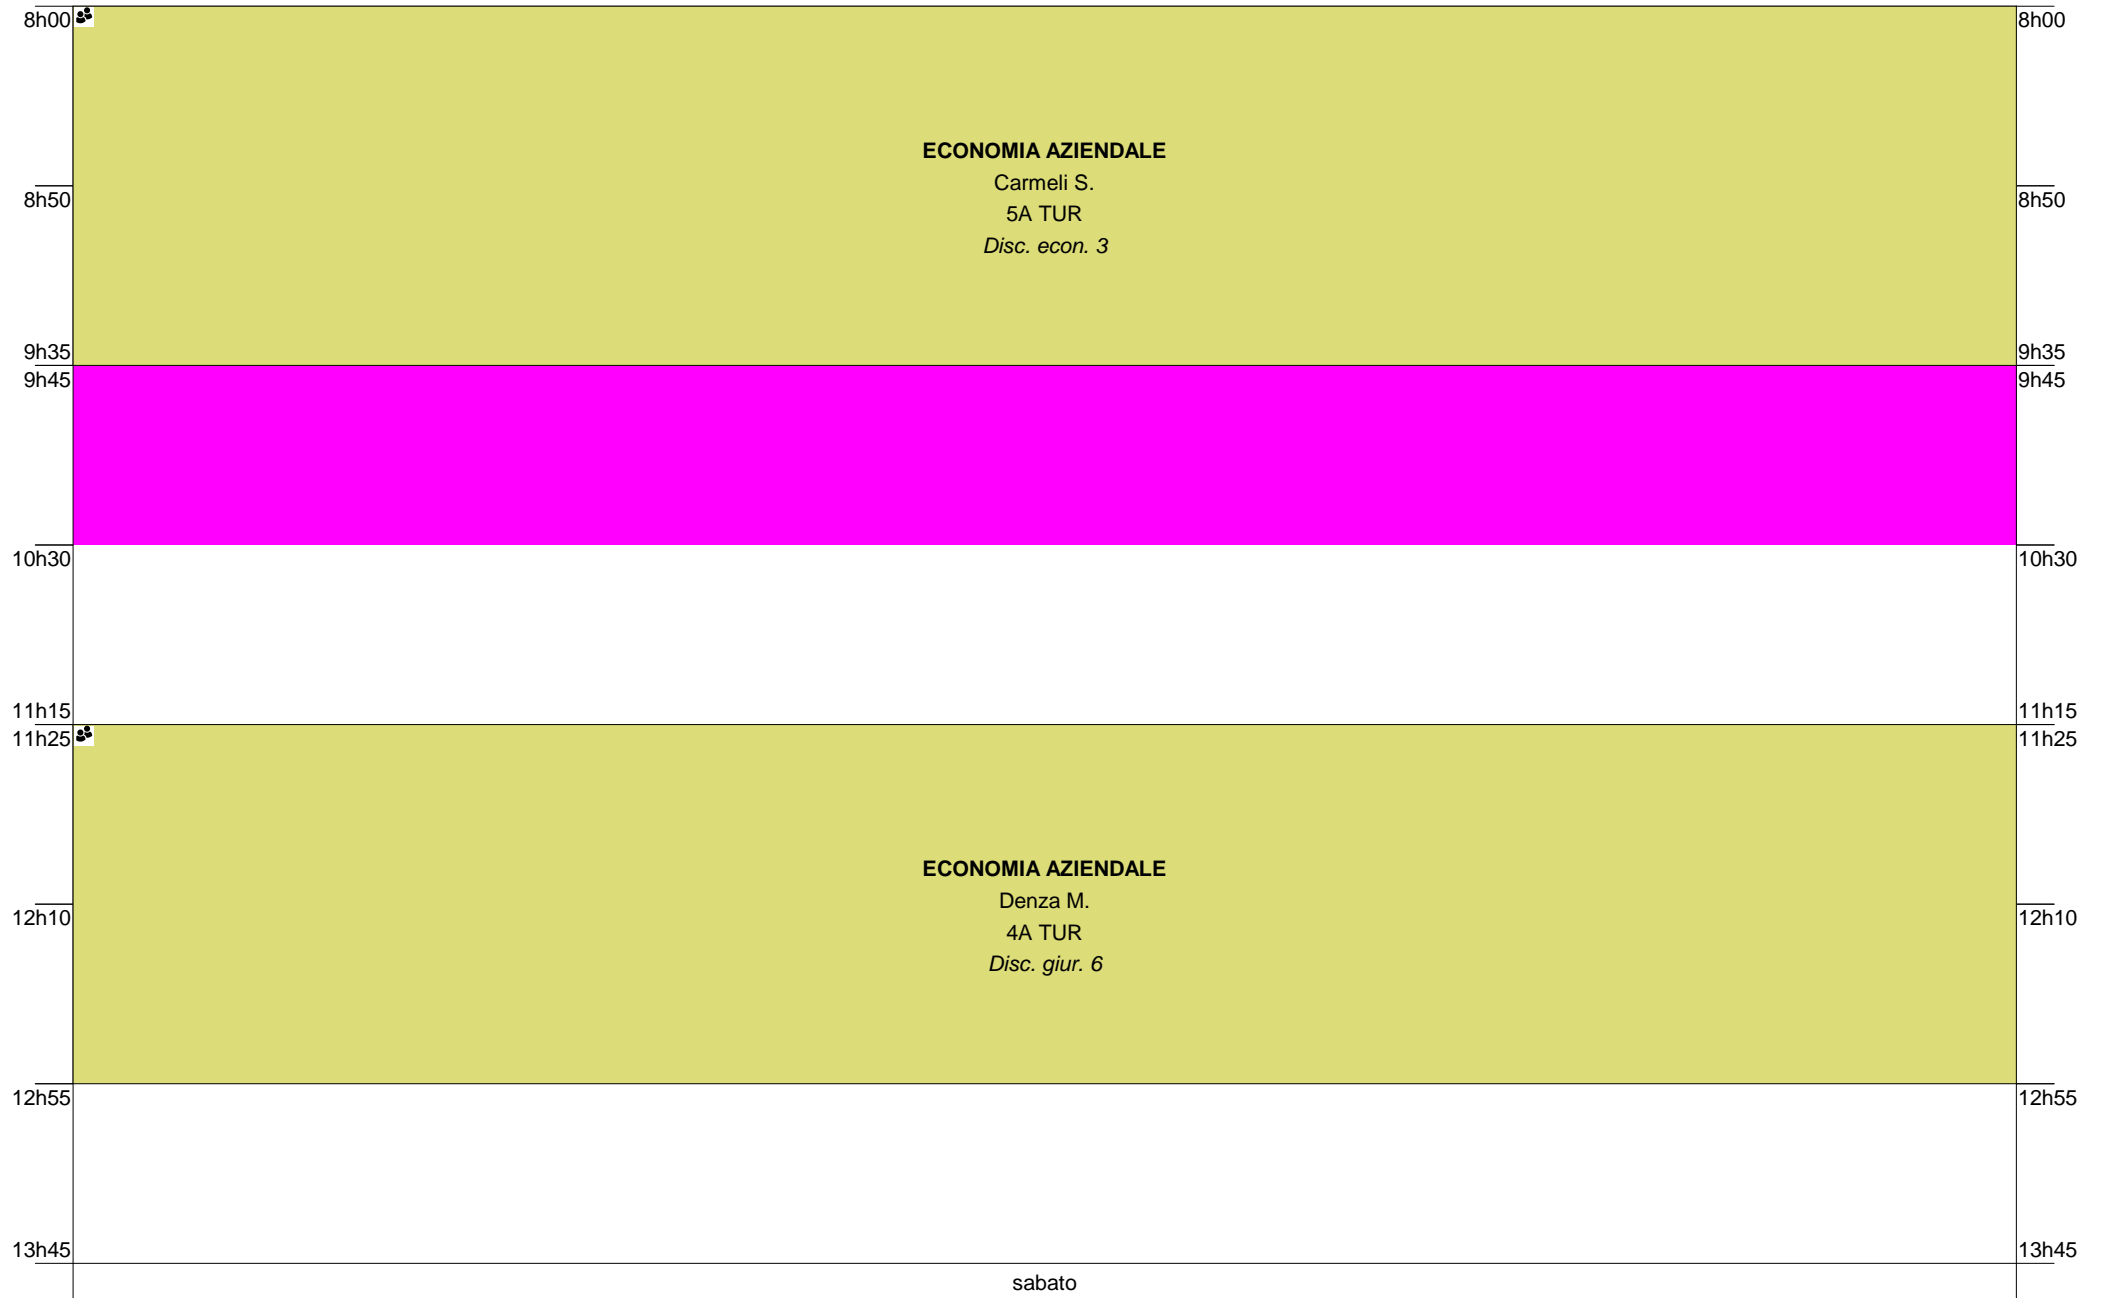 8h00
8h00
ECONOMIA AZIENDALE
Carmeli S.
8h50
8h50
5A TUR
Disc. econ. 3
9h35
9h35
9h45
9h45
10h30
10h30
11h15
11h15
11h25
11h25
ECONOMIA AZIENDALE
Denza M.
12h10
12h10
4A TUR
Disc. giur. 6
12h55
12h55
13h45
13h45
sabato